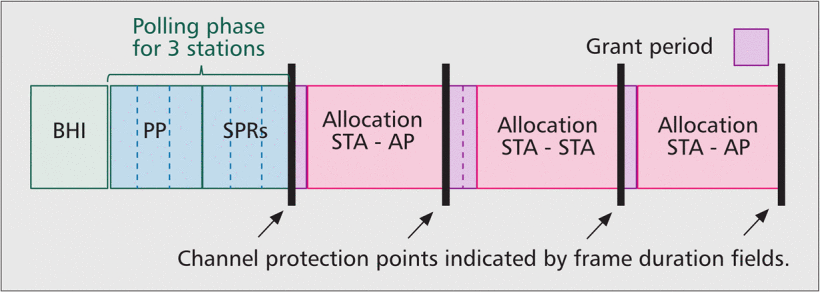 Polling phase
for 3 stations
Grant period
BHI
PP
SPRs
Allocation
STA - AP
Allocation
STA - STA
Allocation
STA - AP
Channel protection points indicated by frame duration fields.